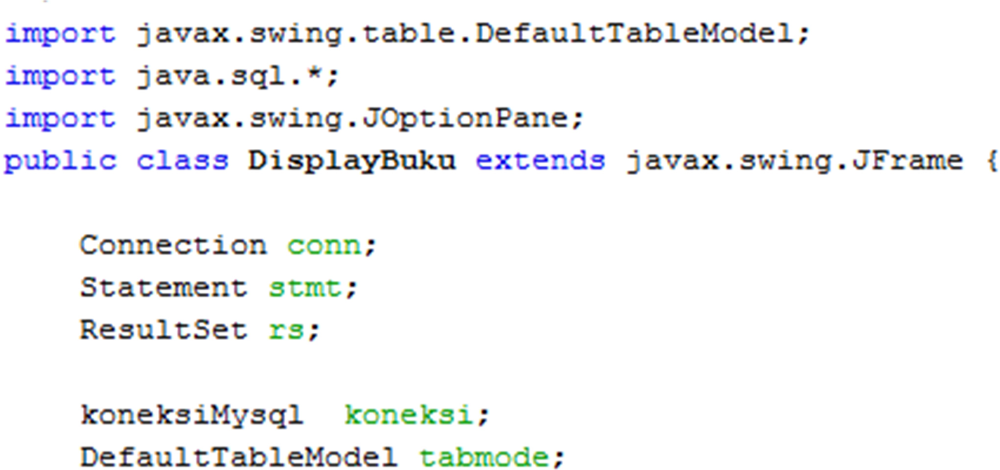 import javax.swing.table.DefaultTableModel;
import java.sql.*;
import javax.swing.JOptionPane;
public class DisplayBuku extends javax.swing.JFrame {
Connection conn;
Statement stmt;
ResultSet rs;
koneksiMysql  koneksi;
DefaultTableModel tabmode;